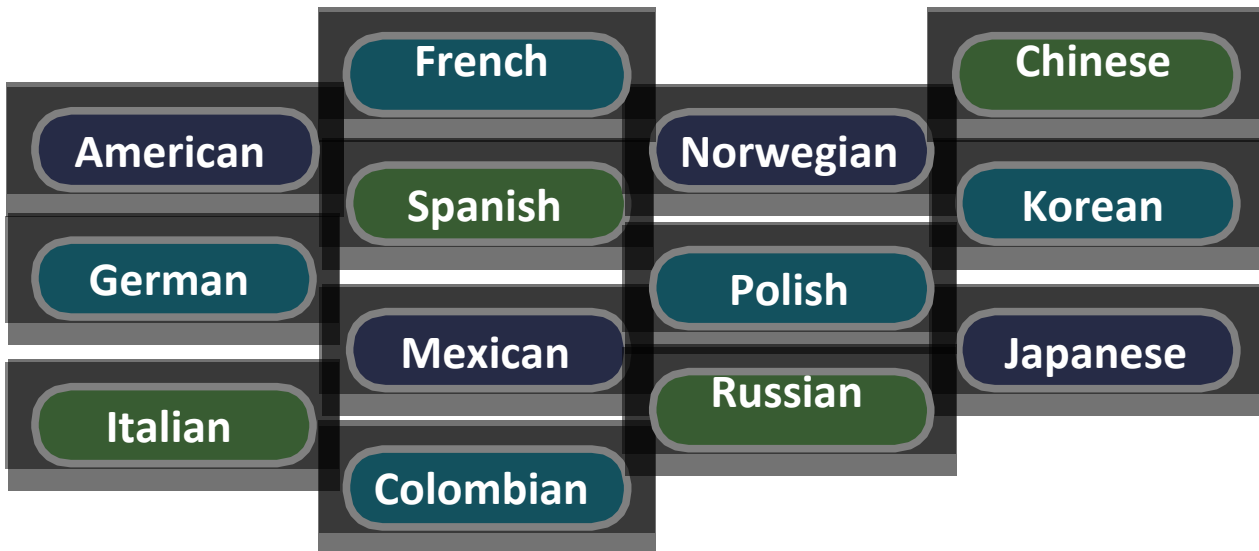 American
German
Italian
French
Spanish
Mexican
Colombian
Norwegian
Polish
Russian
Chinese
Korean
Japanese